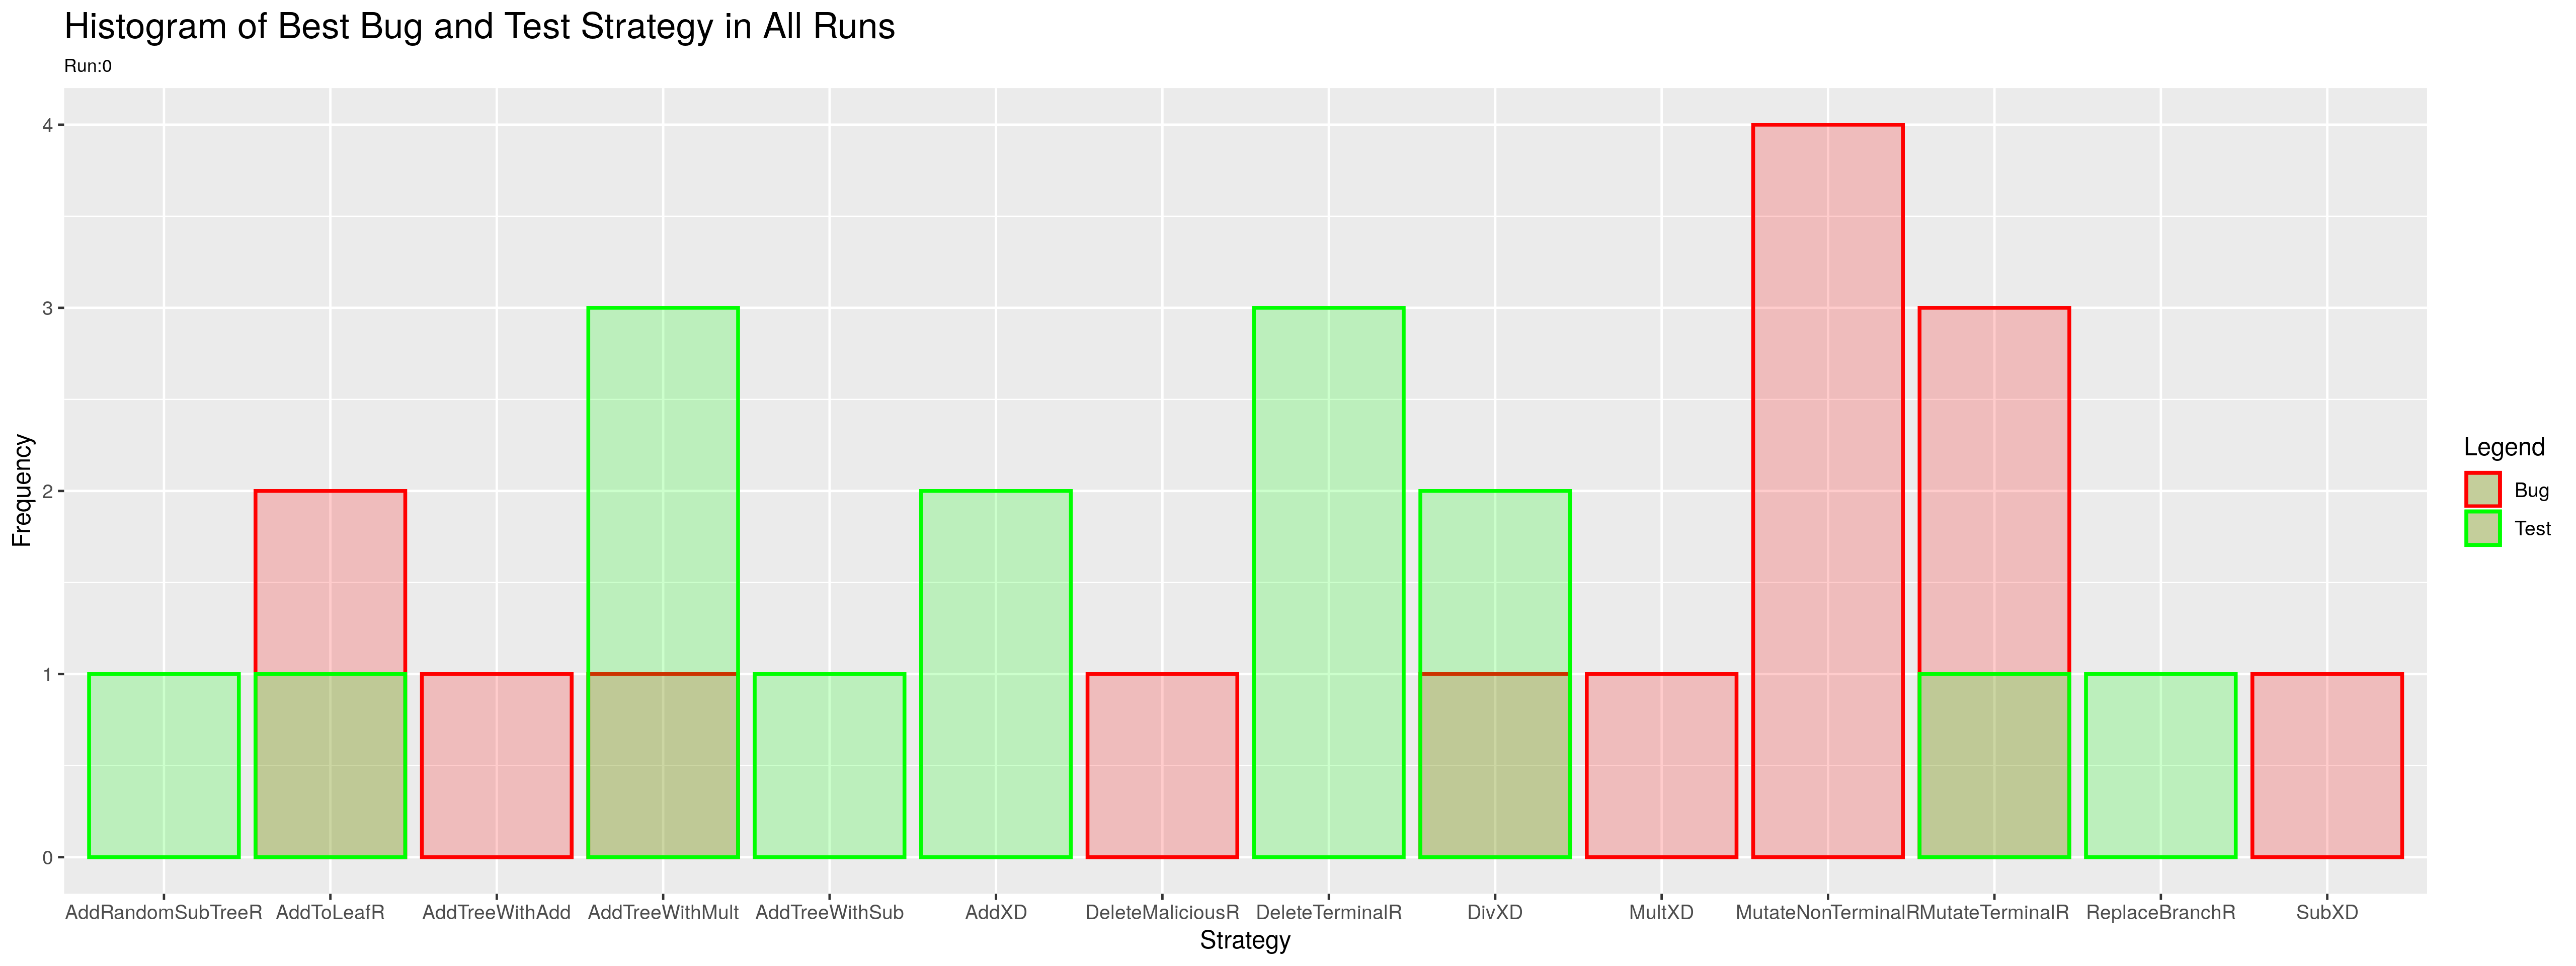 Histogram of Best Bug and Test Strategy in All Runs
Run:0
Frequency
4
3
2
1
0
AddRandomSubTreeR AddToLeafR AddTreeWithAdd AddTreeWithMult AddTreeWithSub AddXD DeleteMaliciousR DeleteTerminalR DivXD MultXD MutateNonTerminalR MutateTerminalR ReplaceBranchR SubXD
Strategy
Legend
Bug
Test